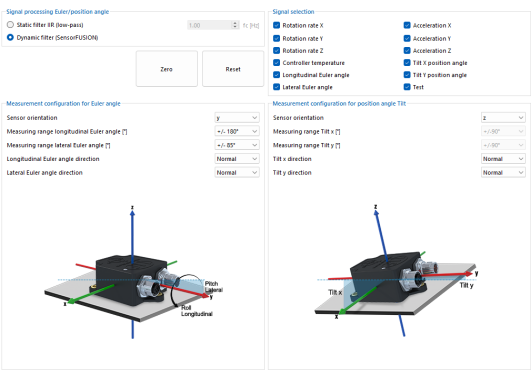 Signal processing Euler/position angle
Static filter IIR (low-pass)
1.00
fc [Hz]
Dynamic filter (SensorFUSION)
Zero
Reset
Signal selection
Rotation rate X
Acceleration X
Rotation rate Y
Acceleration Y
Rotation rate Z
Acceleration Z
Controller temperature
Tilt X position angle
Longitudinal Euler angle
Tilt Y position angle
Lateral Euler angle
Test
Measurement configuration for Euler angle
Sensor orientation
y
Measuring range longitudinal Euler angle [°]
+/- 180°
Measuring range lateral Euler angle [°]
+/- 85°
Longitudinal Euler angle direction
Normal
Lateral Euler angle direction
Normal
z
Pitch
Lateral
y
x
Roll
Longitudinal
Measurement configuration for position angle Tilt
Sensor orientation
z
Measuring range Tilt x [°]
+/-90°
Measuring range Tilt y [°]
+/-90°
Tilt x direction
Normal
Tilt y direction
Normal
z
y
Tilt y
Tilt x
x